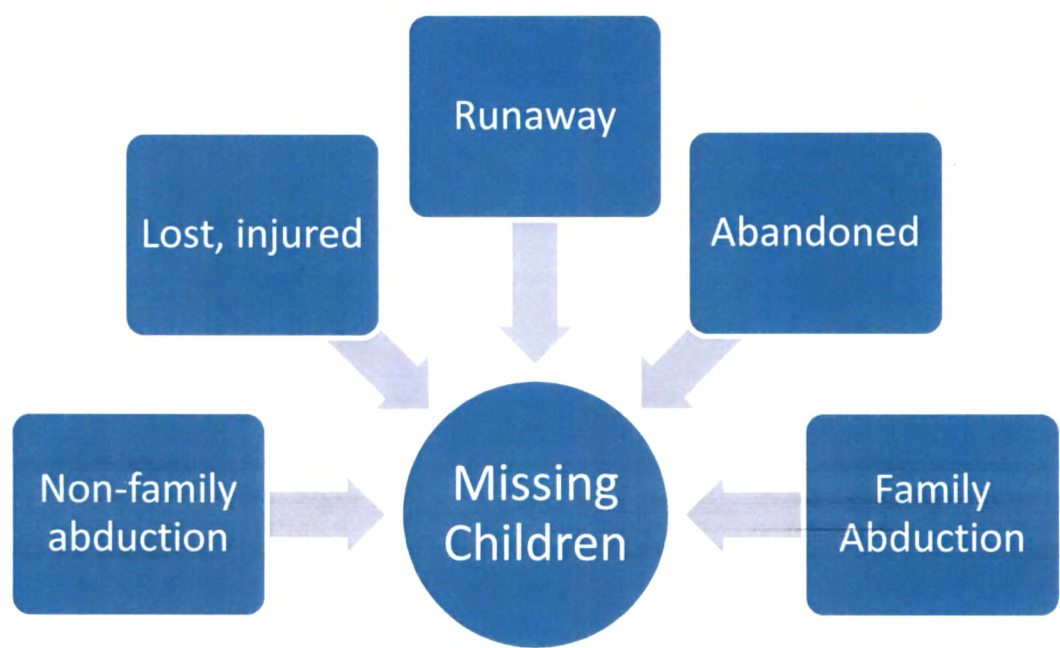 Runaway
Lost, injured
Abandoned
Non-family
abduction
Missing
Children
Family
Abduction